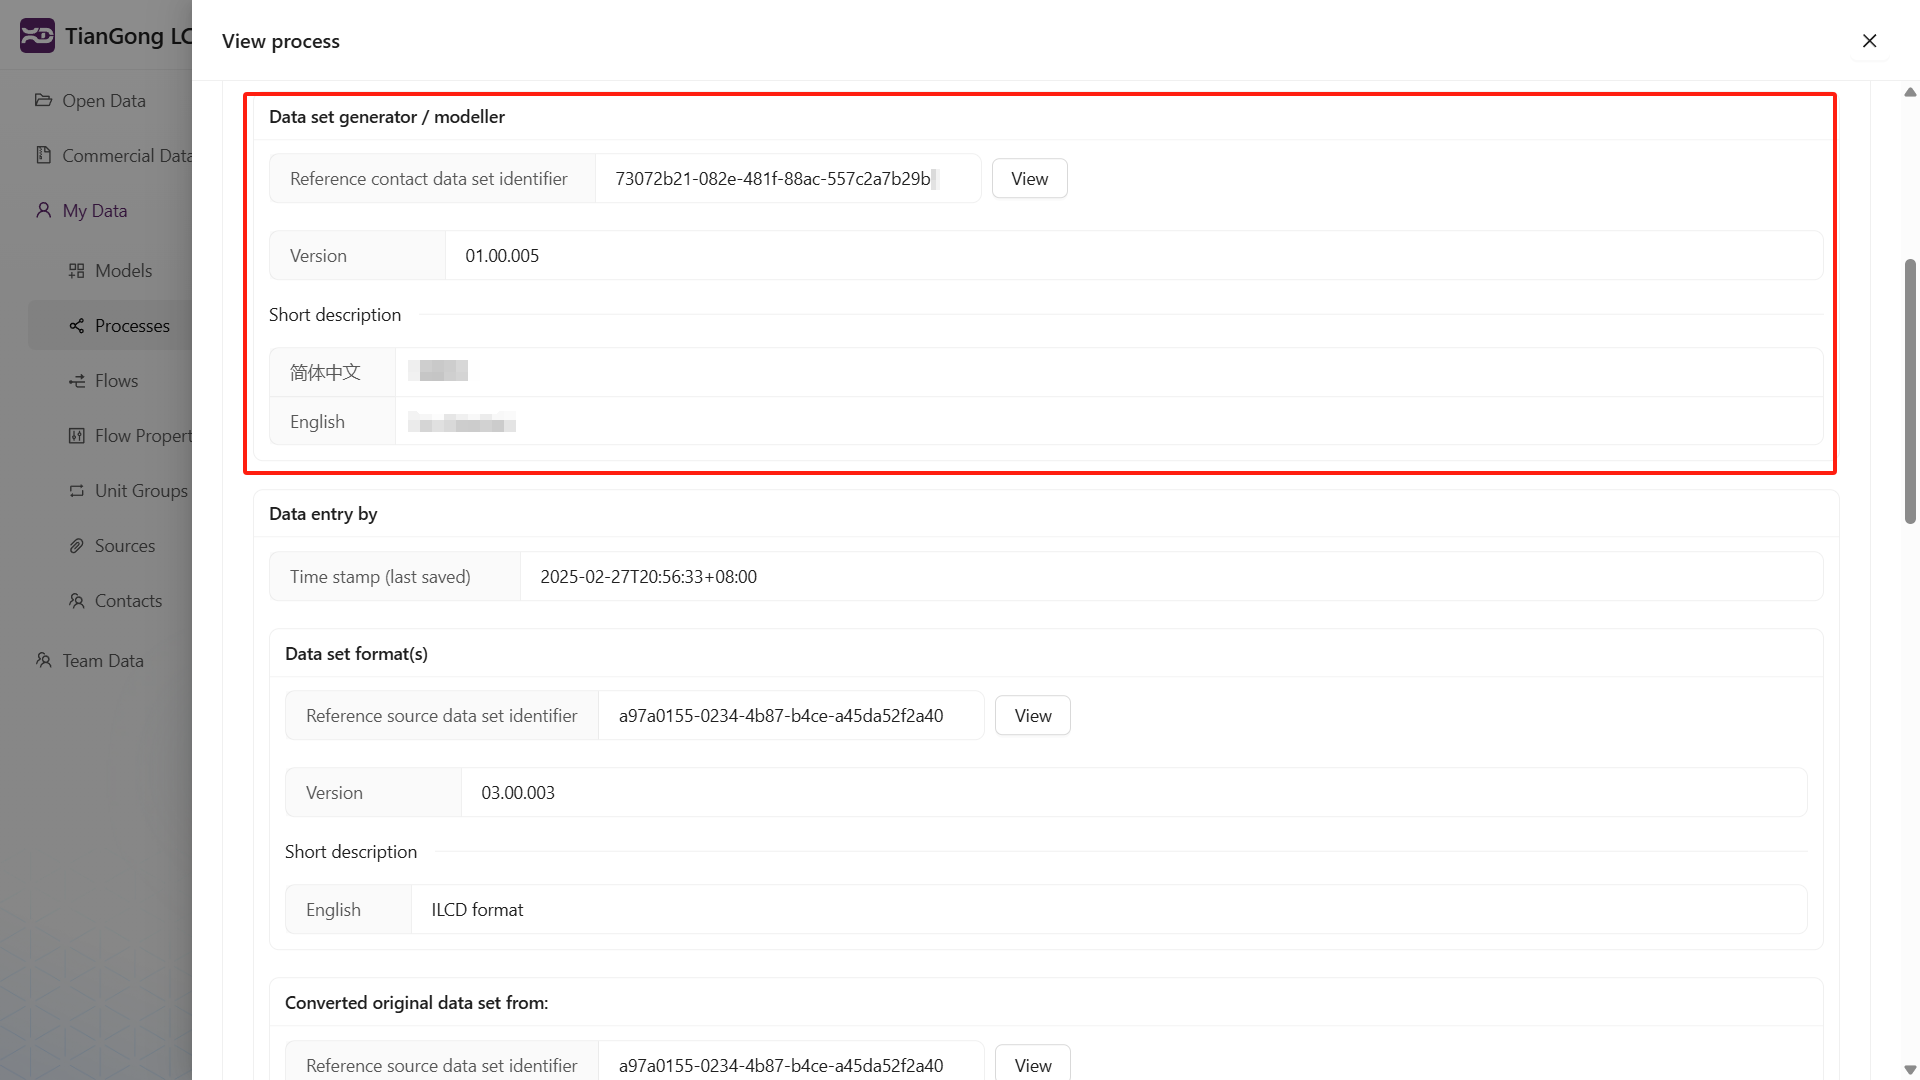 TianGong LC
View process
Open Data
Commercial Data
My Data
Models
Processes
Flows
Flow Propert
Unit Groups
Sources
Contacts
Team Data
Data set generator / modeller
Reference contact data set identifier 73072b21-082e-481f-88ac-557c2a7b29b View
Version 01.00.005
Short description
简体中文
English
Data entry by
Time stamp (last saved) 2025-02-27T20:56:33+08:00
Data set format(s)
Reference source data set identifier a97a0155-0234-4b87-b4ce-a45da52f2a40 View
Version 03.00.003
Short description
English ILCD format
Converted original data set from:
Reference source data set identifier a97a0155-0234-4b87-b4ce-a45da52f2a40 View